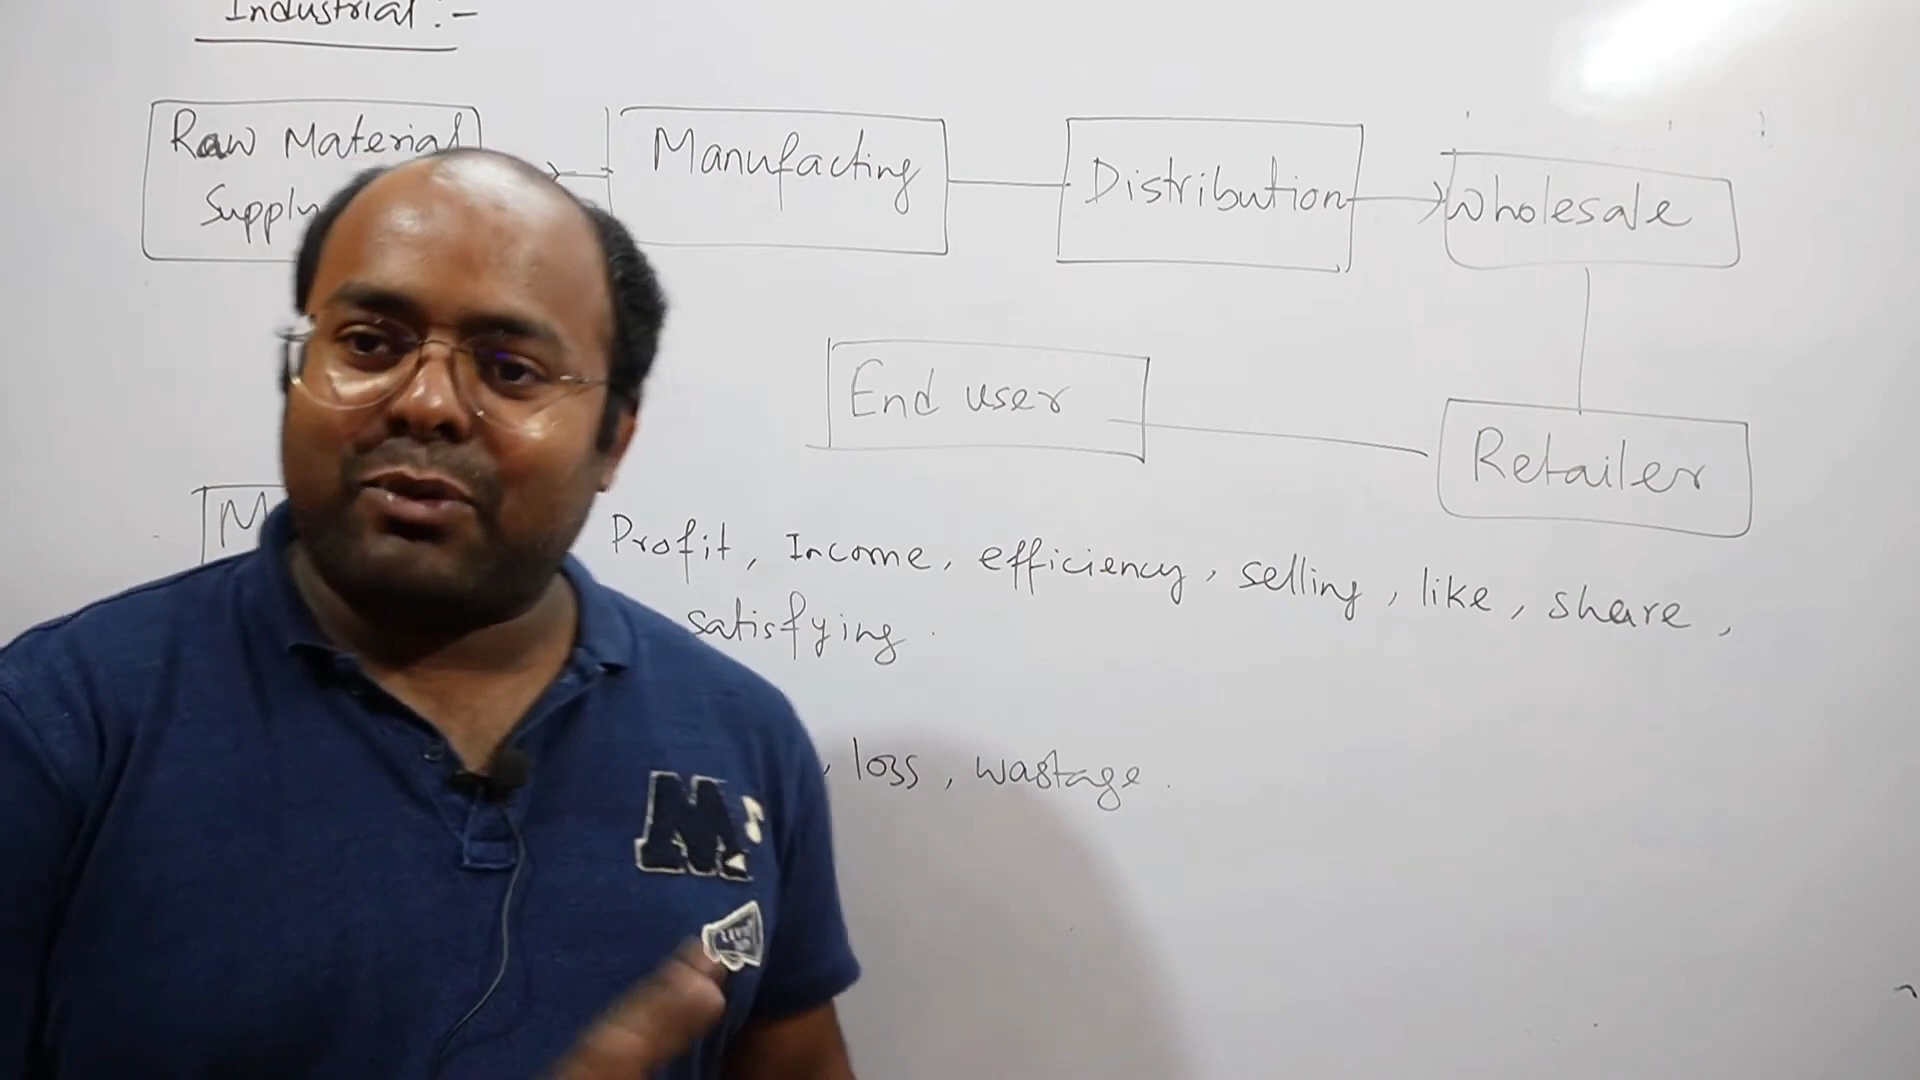 Industrial :-
Raw Material
Supply
Manufacting
Distribution
Wholesale
End user
Retailer
M
Profit, Income, efficiency, selling, like, share,
satisfying.
, loss, wastage.
M